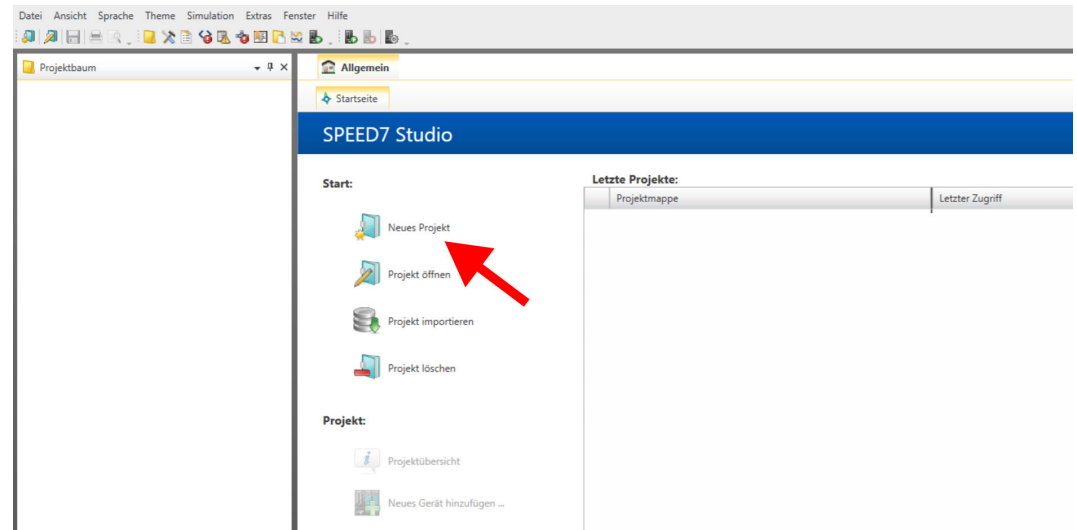 Datei Ansicht Sprache Theme Simulation Extras Fenster Hilfe
Projektbaum
Allgemein
Startseite
SPEED7 Studio
Start:
Neues Projekt
Projekt öffnen
Projekt importieren
Projekt löschen
Projekt:
Projektübersicht
Neues Gerät hinzufügen ...
Letzte Projekte:
Projektmappe Letzter Zugriff